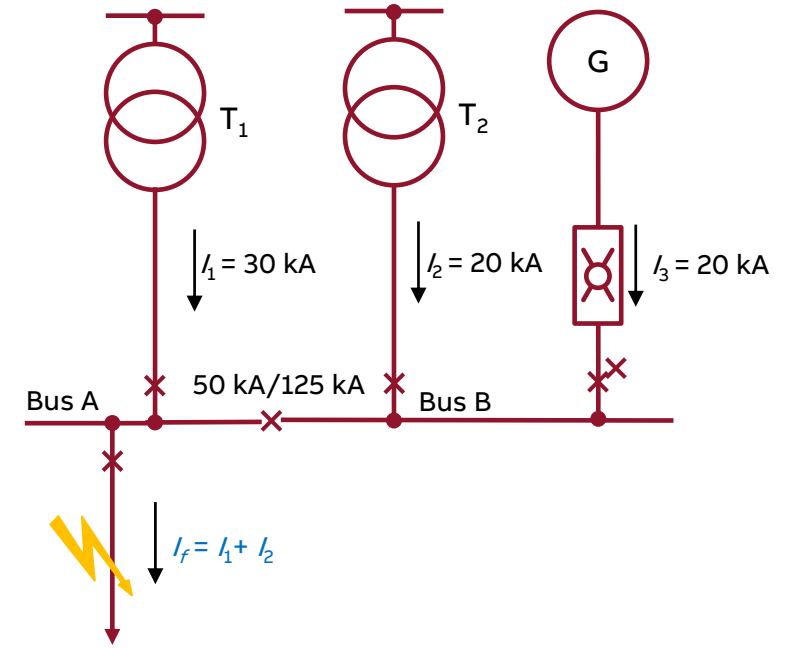 G
T₁
T₂
I₁ = 30 kA
I₂ = 20 kA
I₃ = 20 kA
50 kA/125 kA
Bus A
Bus B
I_f = I₁+ I₂